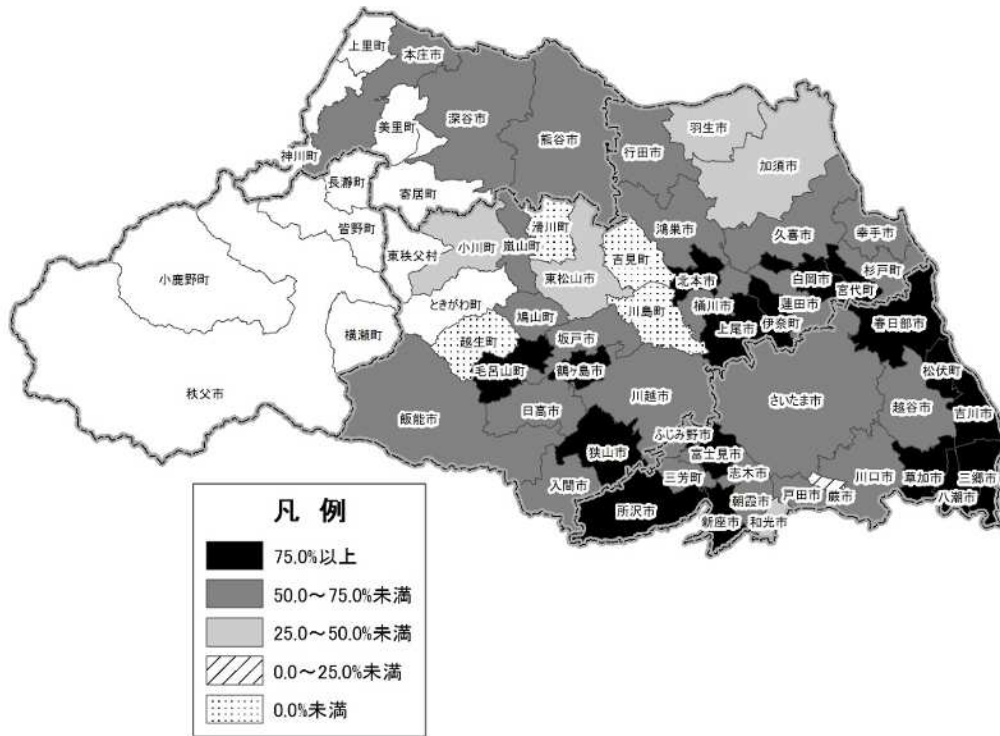 上里町
本庄市
美里町
深谷市
熊谷市
神川町
長瀞町
寄居町
皆野町
小鹿野町
秩父市
横瀬町
東秩父村
小川町
嵐山町
滑川町
東松山市
吉見町
ときがわ町
鳩山町
川島町
越生町
毛呂山町
坂戸市
鶴ヶ島市
飯能市
日高市
川越市
狭山市
入間市
所沢市
ふじみ野市
富士見市
三芳町
志木市
朝霞市
新座市
和光市
行田市
羽生市
加須市
鴻巣市
久喜市
幸手市
北本市
桶川市
白岡市
杉戸町
宮代町
蓮田市
上尾市
伊奈町
春日部市
さいたま市
松伏町
越谷市
吉川市
戸田市
蕨市
川口市
草加市
三郷市
八潮市
凡 例
75.0%以上
50.0～75.0%未満
25.0～50.0%未満
0.0～25.0%未満
0.0%未満